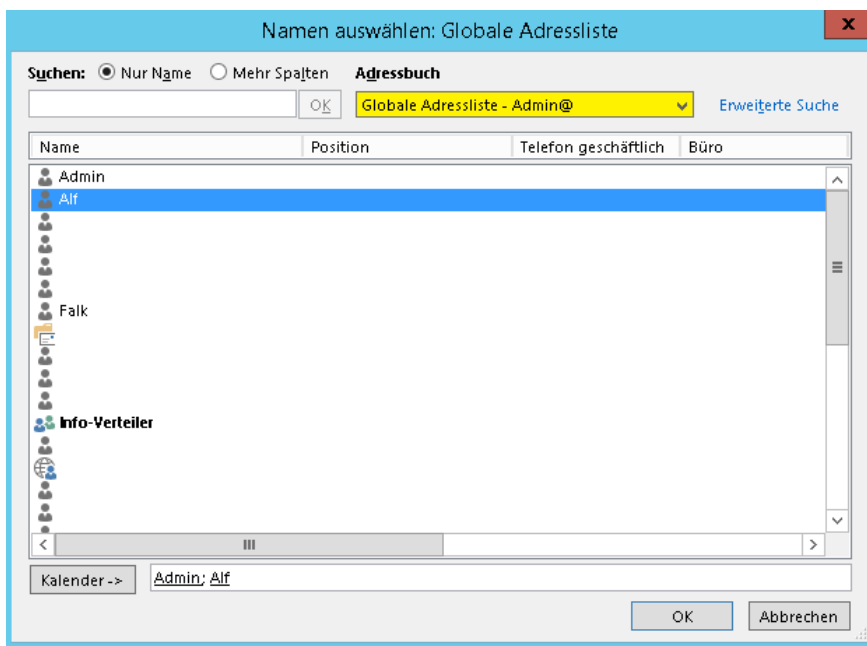 Namen auswählen: Globale Adressliste
x
Suchen: Nur Name Mehr Spalten Adressbuch
OK Globale Adressliste - Admin@ Erweiterte Suche
Name Position Telefon geschäftlich Büro
Admin
Alf
Falk
Info-Verteiler
Kalender -> Admin; Alf
OK Abbrechen